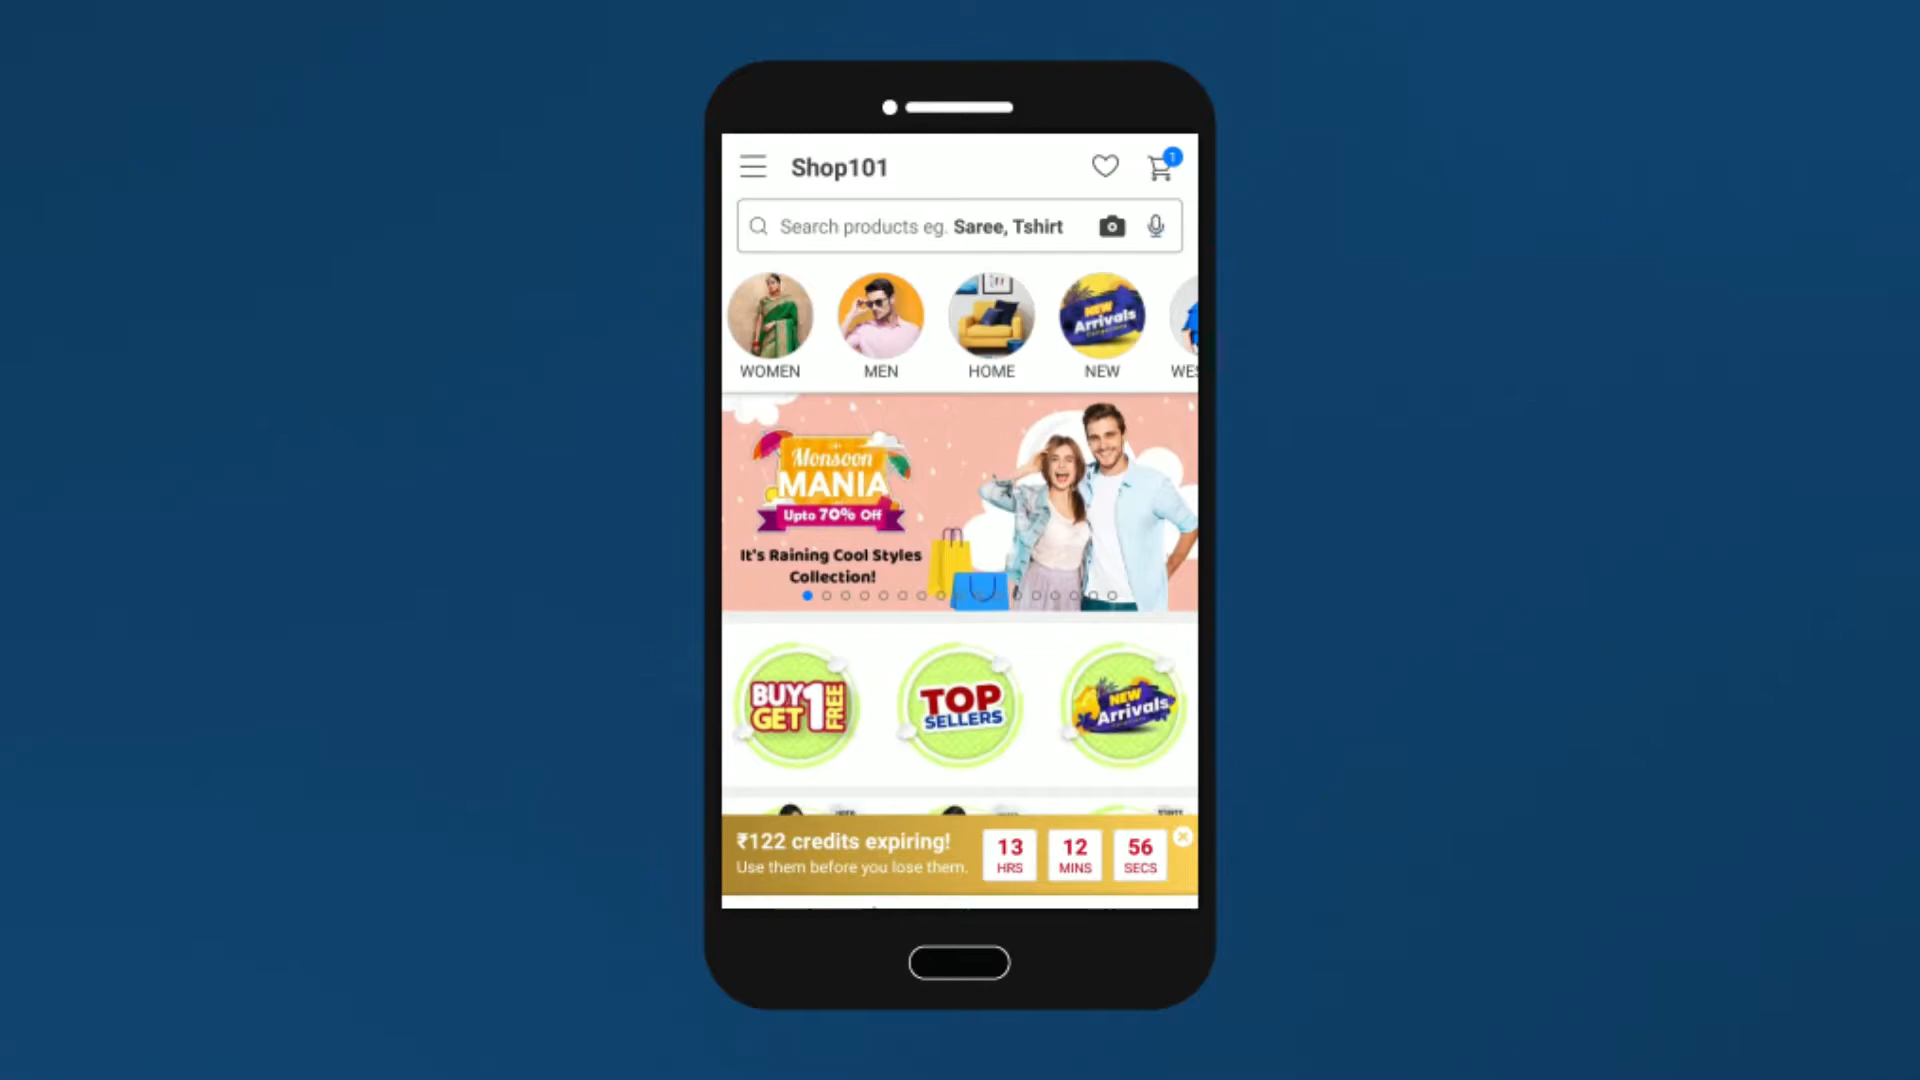 Shop101
1
Search products eg. Saree, Tshirt
NEW
Arrivals
WOMEN
MEN
HOME
NEW
WES
Monsoon
MANIA
Upto 70% Off
It's Raining Cool Styles
Collection!
BUY 1
GET FREE
TOP
SELLERS
NEW
Arrivals
₹122 credits expiring!
Use them before you lose them.
13
HRS
12
MINS
56
SECS